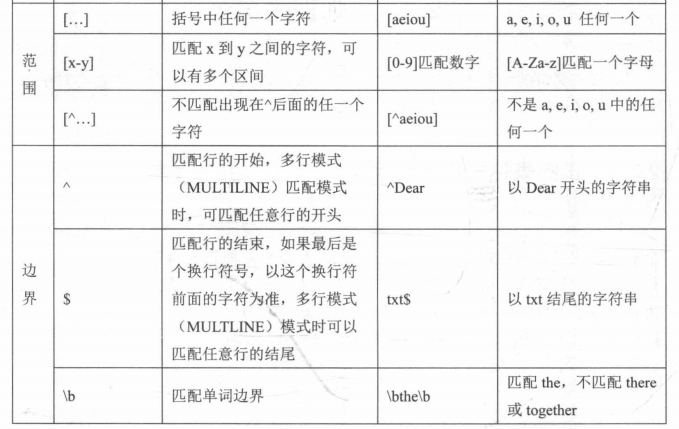 […] 括号中任何一个字符 [aeiou] a, e, i, o, u 任何一个
范围
[x-y] 匹配 x 到 y 之间的字符，可 [0-9]匹配数字 [A-Za-z]匹配一个字母
以有多个区间
[^…] 不匹配出现在^后面的任一个 [^aeiou] 不是 a, e, i, o, u 中的任
字符 何一个
边界
^ 匹配行的开始，多行模式 ^Dear 以 Dear 开头的字符串
（MULTILINE）匹配模式
时，可匹配任意行的开头
$ 匹配行的结束，如果最后是 txt$ 以 txt 结尾的字符串
个换行符号，以这个换行符
前面的字符为准，多行模式
（MULTLINE）模式时可以
匹配任意行的结尾
\b 匹配单词边界 \bthe\b 匹配 the，不匹配 there
或 together